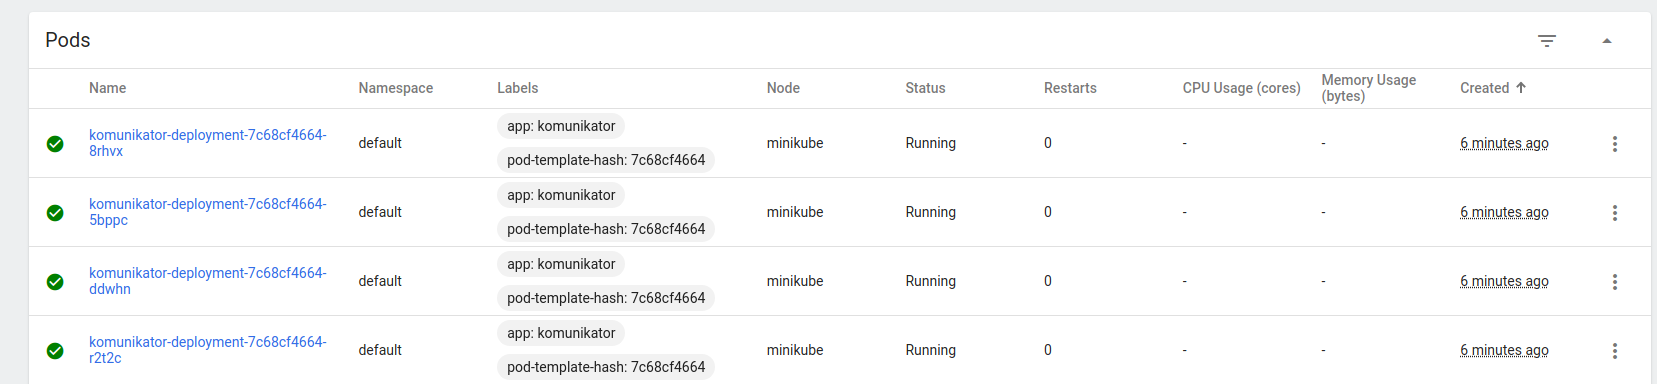 Pods
Name Namespace Labels Node Status Restarts CPU Usage (cores) Memory Usage (bytes) Created
komunikator-deployment-7c68cf4664-8rhvx default app: komunikator pod-template-hash: 7c68cf4664 minikube Running 0 - - 6 minutes ago
komunikator-deployment-7c68cf4664-5bppc default app: komunikator pod-template-hash: 7c68cf4664 minikube Running 0 - - 6 minutes ago
komunikator-deployment-7c68cf4664-ddwhn default app: komunikator pod-template-hash: 7c68cf4664 minikube Running 0 - - 6 minutes ago
komunikator-deployment-7c68cf4664-r2t2c default app: komunikator pod-template-hash: 7c68cf4664 minikube Running 0 - - 6 minutes ago